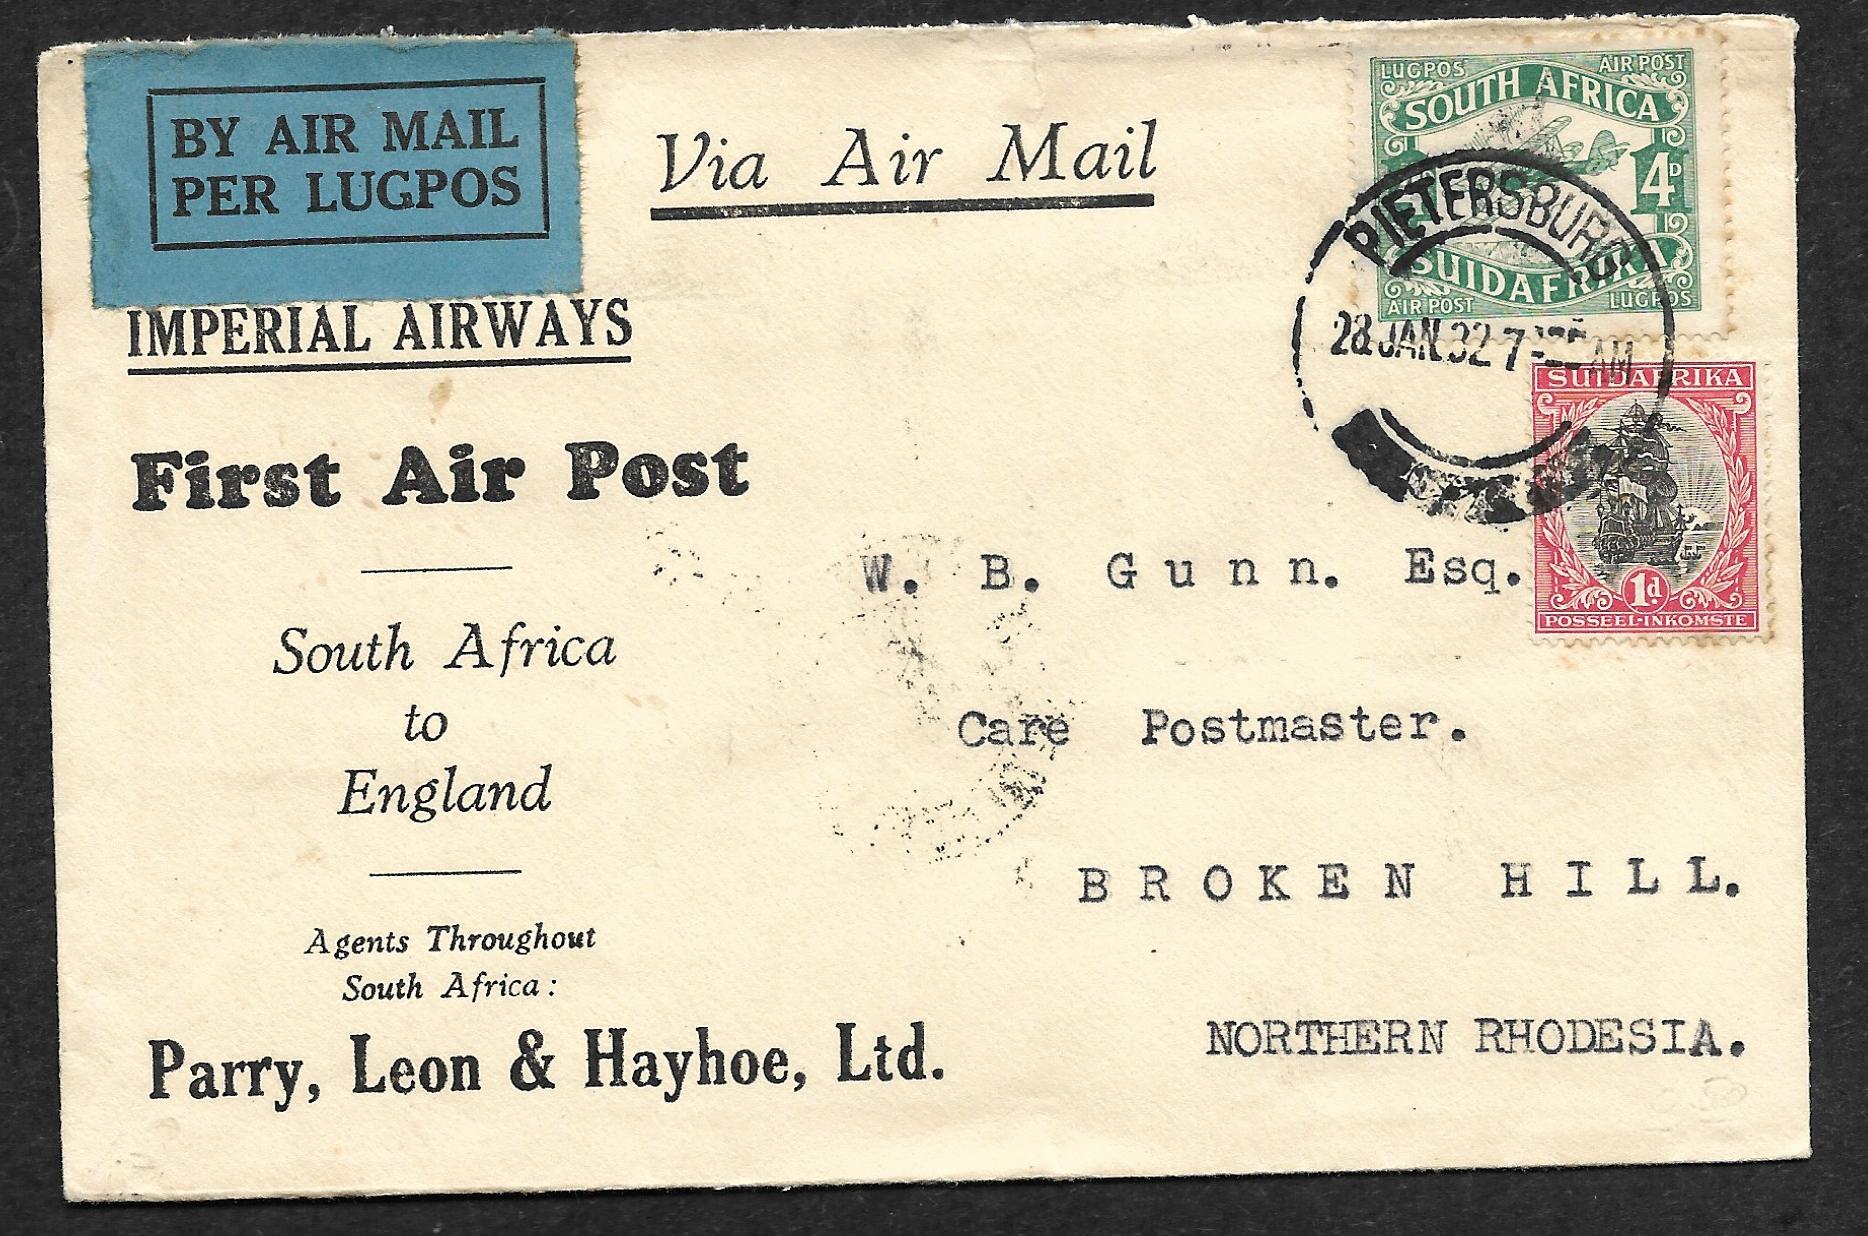 BY AIR MAIL
PER LUGPOS
Via Air Mail
LUGPOS AIR POST
SOUTH AFRICA
4D
SUIDAFRIKA
AIR POST LUGPOS
PIETERSBURG
28 JAN 32 7- AM
SUIDAFRIKA
1d.
POSSEEL-INKOMSTE
IMPERIAL AIRWAYS
First Air Post
South Africa
to
England
Agents Throughout
South Africa:
Parry, Leon & Hayhoe, Ltd.
W. B. Gunn. Esq.
Care Postmaster.
BROKEN HILL.
NORTHERN RHODESIA.